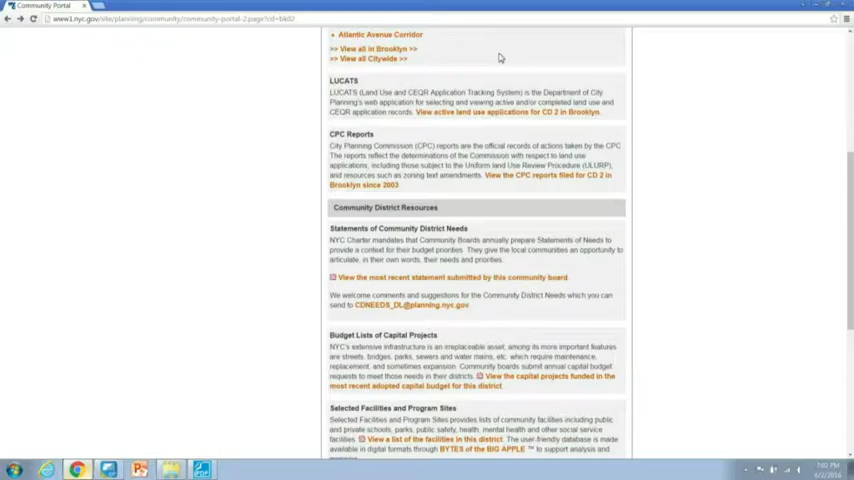 Community Portal
www1.nyc.gov/site/planning/community/community-portal-2.page?cd=bk02
Atlantic Avenue Corridor
>> View all in Brooklyn >>
>> View all Citywide >>
LUCATS
LUCATS (Land Use and CEQR Application Tracking System) is the Department of City
Planning's web application for selecting and viewing active and/or completed land use and
CEQR application records. View active land use applications for CD 2 in Brooklyn.
CPC Reports
City Planning Commission (CPC) reports are the official records of actions taken by the CPC
The reports reflect the determinations of the Commission with respect to land use
applications, including those subject to the Uniform land Use Review Procedure (ULURP),
and resources such as zoning text amendments. View the CPC reports filed for CD 2 in
Brooklyn since 2003
Community District Resources
Statements of Community District Needs
NYC Charter mandates that Community Boards annually prepare Statements of Needs to
provide a context for their budget priorities. They give the local communities an opportunity to
articulate, in their own words, their needs and priorities.
View the most recent statement submitted by this community board.
We welcome comments and suggestions for the Community District Needs which you can
send to CDNEEDS_DL@planning.nyc.gov
Budget Lists of Capital Projects
NYC's extensive infrastructure is an irreplaceable asset, among its more important features
are streets, bridges, parks, sewers and water mains, etc. which require maintenance,
replacement, and sometimes expansion. Community boards submit annual capital budget
requests to meet those needs in their districts. View the capital projects funded in the
most recent adopted capital budget for this district.
Selected Facilities and Program Sites
Selected Facilities and Program Sites provides lists of community facilities including public
and private schools, parks, public safety, health, mental health and other social service
facilities. View a list of the facilities in this district. The user-friendly database is made
available in digital formats through BYTES of the BIG APPLE ™ to support analysis and
7:02 PM
6/2/2016